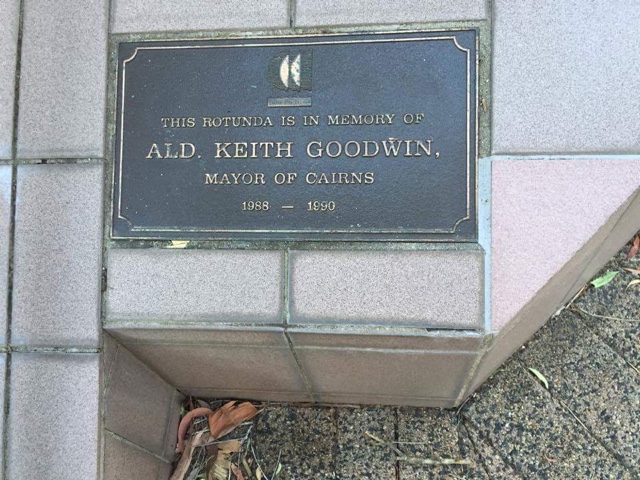 THIS ROTUNDA IS IN MEMORY OF
ALD. KEITH GOODWIN,
MAYOR OF CAIRNS
1988 — 1990